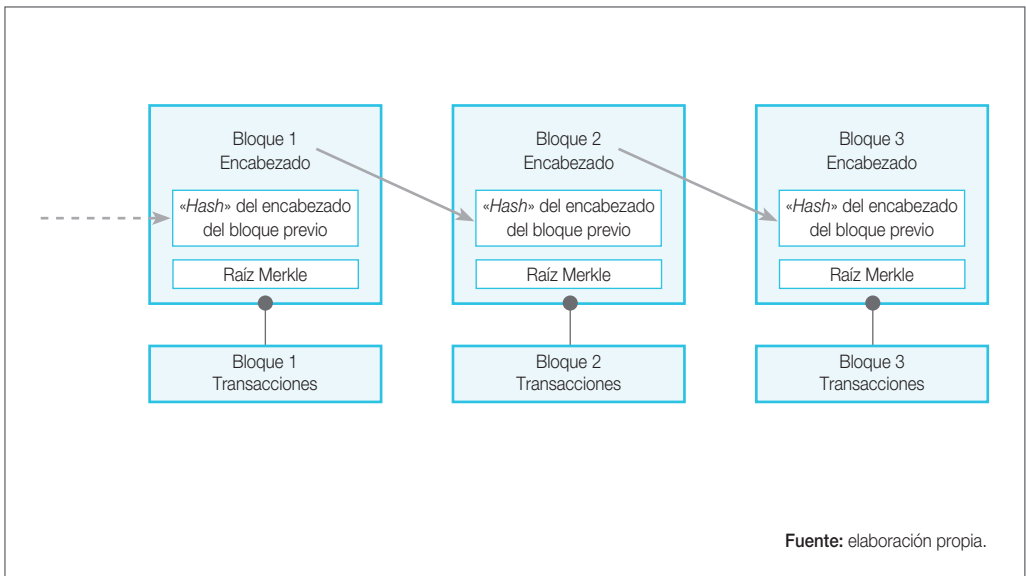 Bloque 1
Encabezado
«Hash» del encabezado
del bloque previo
Raíz Merkle
Bloque 1
Transacciones
Bloque 2
Encabezado
«Hash» del encabezado
del bloque previo
Raíz Merkle
Bloque 2
Transacciones
Bloque 3
Encabezado
«Hash» del encabezado
del bloque previo
Raíz Merkle
Bloque 3
Transacciones
Fuente: elaboración propia.